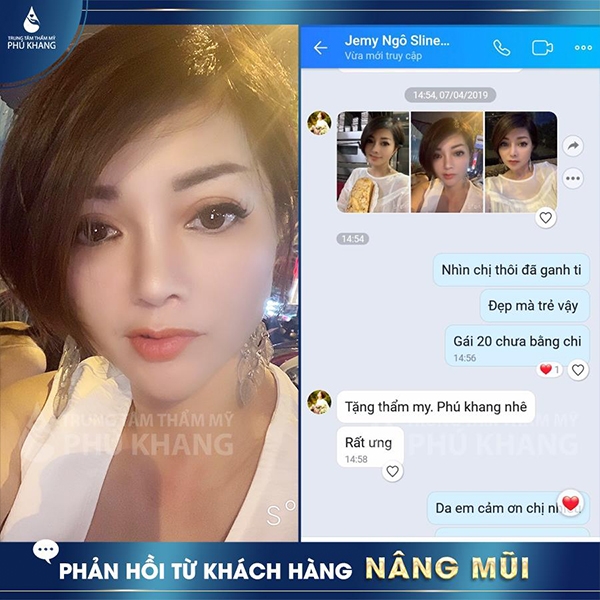 TRUNG TÂM THẨM MỸ
PHÚ KHANG
TRUNG TÂM THẨM MỸ
PHÚ KHANG
S°
Jemy Ngô Sline...
Vừa mới truy cập
14:54, 07/04/2019
14:54
Nhìn chị thôi đã ganh ti
Đẹp mà trẻ vậy
Gái 20 chưa bằng chi
14:56
1
Tặng thẩm my. Phú khang nhê
Rất ưng
14:58
TRUNG TÂM THẨM MỸ
PHÚ KHANG
Da em cảm ơn chị
PHẢN HỒI TỪ KHÁCH HÀNG NÂNG MŨI